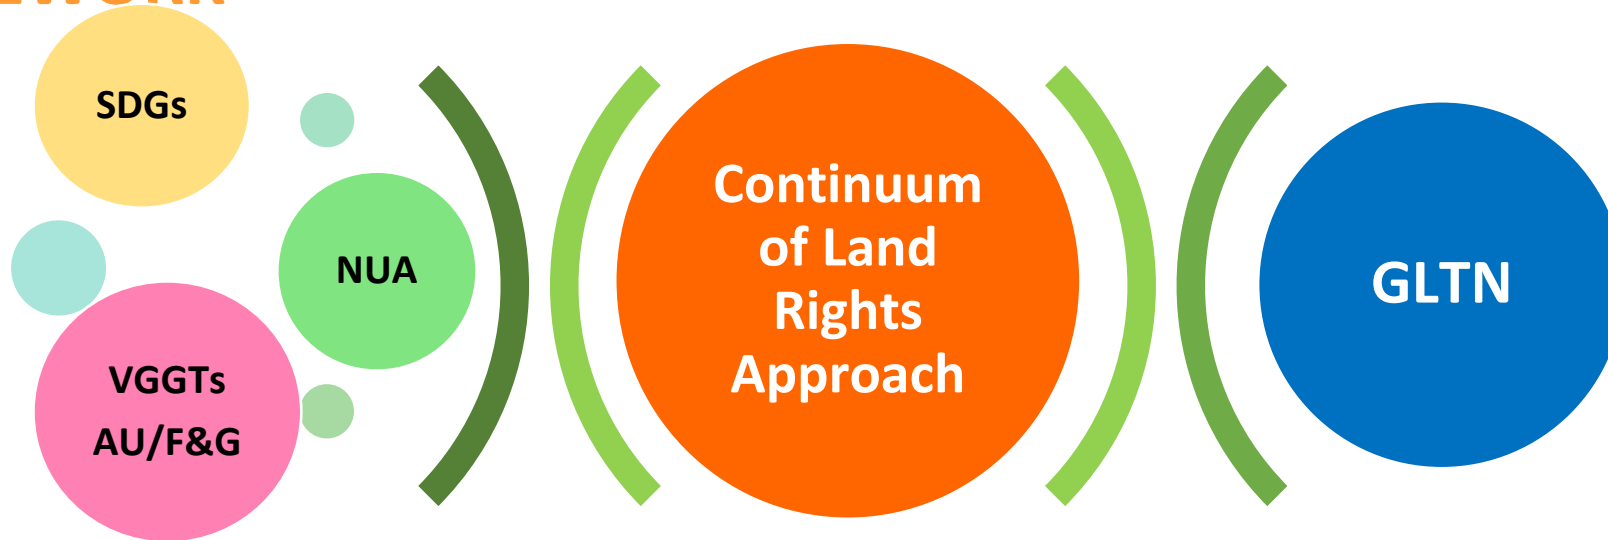 SDGs
NUA
VGGTs
AU/F&G
Continuum
of Land
Rights
Approach
GLTN